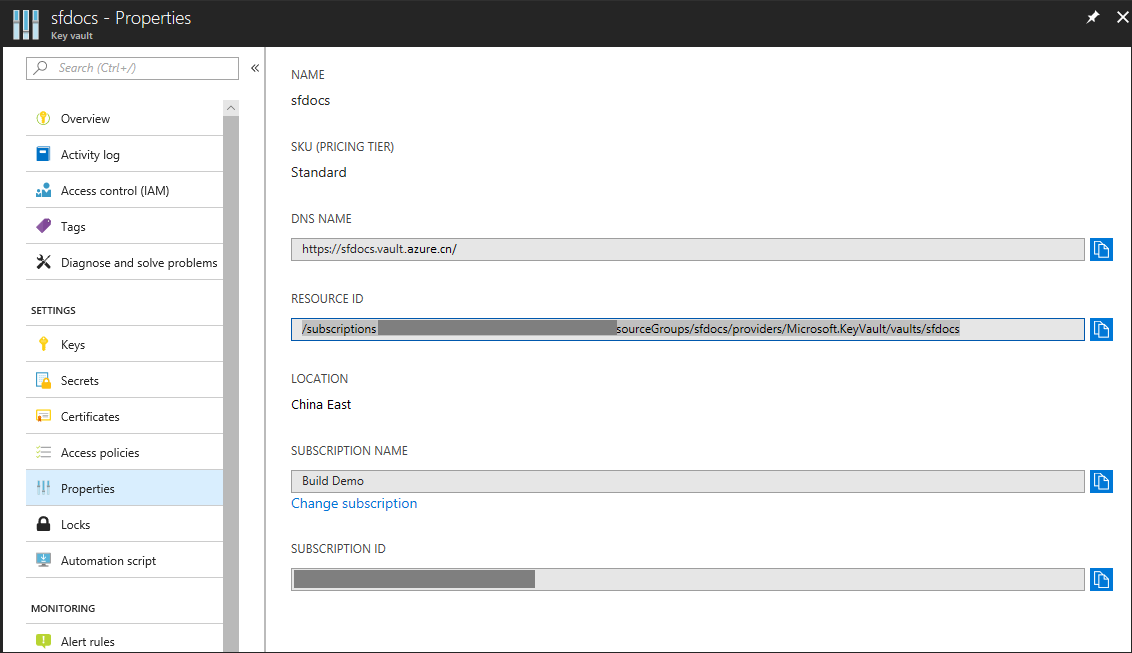 sfdocs - Properties
Key vault
Search (Ctrl+/)
Overview
Activity log
Access control (IAM)
Tags
Diagnose and solve problems
SETTINGS
Keys
Secrets
Certificates
Access policies
Properties
Locks
Automation script
MONITORING
Alert rules
NAME
sfdocs
SKU (PRICING TIER)
Standard
DNS NAME
https://sfdocs.vault.azure.cn/
RESOURCE ID
/subscriptions sourceGroups/sfdocs/providers/Microsoft.KeyVault/vaults/sfdocs
LOCATION
China East
SUBSCRIPTION NAME
Build Demo
Change subscription
SUBSCRIPTION ID